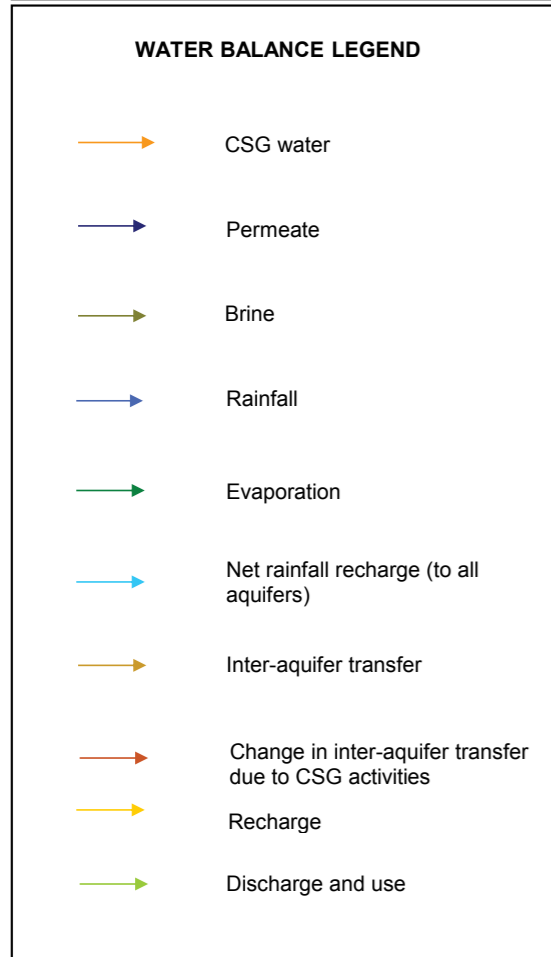 WATER BALANCE LEGEND
CSG water
Permeate
Brine
Rainfall
Evaporation
Net rainfall recharge (to all
aquifers)
Inter-aquifer transfer
Change in inter-aquifer transfer
due to CSG activities
Recharge
Discharge and use